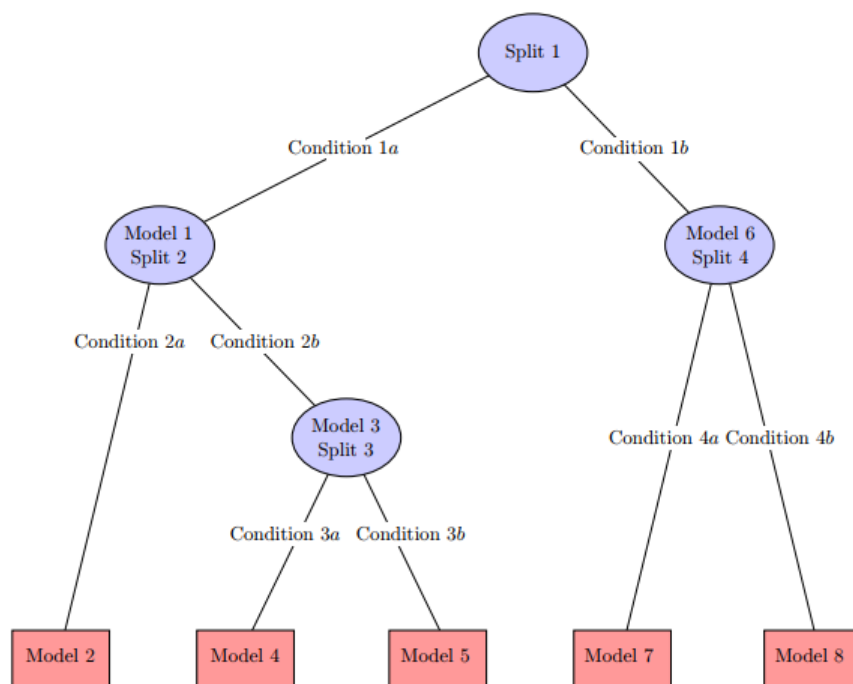 Split 1
Condition 1a
Condition 1b
Model 1
Split 2
Model 6
Split 4
Condition 2a
Condition 2b
Model 3
Split 3
Condition 4a
Condition 4b
Condition 3a
Condition 3b
Model 2
Model 4
Model 5
Model 7
Model 8